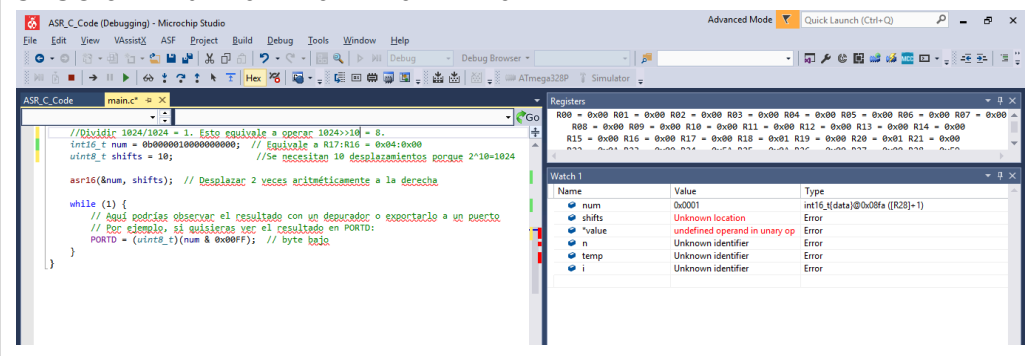 ASR_C_Code (Debugging) - Microchip Studio
Advanced Mode
Quick Launch (Ctrl+Q)
File Edit View VAssistX ASF Project Build Debug Tools Window Help
Debug
Debug Browser
Hex
ATmega328P
Simulator
ASR_C_Code
main.c*
Go
//Dividir 1024/1024 = 1. Esto equivale a operar 1024>>10 = 8.
int16_t num = 0b0000010000000000; // Equivale a R17:R16 = 0x04:0x00
uint8_t shifts = 10; //Se necesitan 10 desplazamientos porque 2^10=1024
asr16(&num, shifts); // Desplazar 2 veces aritméticamente a la derecha
while (1) {
// Aquí podrías observar el resultado con un depurador o exportarlo a un puerto
// Por ejemplo, si quisieras ver el resultado en PORTD:
PORTD = (uint8_t)(num & 0x00FF); // byte bajo
}
}
Registers
R00 = 0x00 R01 = 0x00 R02 = 0x00 R03 = 0x00 R04 = 0x00 R05 = 0x00 R06 = 0x00 R07 = 0x00
R08 = 0x00 R09 = 0x00 R10 = 0x00 R11 = 0x00 R12 = 0x00 R13 = 0x00 R14 = 0x00
R15 = 0x00 R16 = 0x00 R17 = 0x00 R18 = 0x01 R19 = 0x00 R20 = 0x01 R21 = 0x00
Watch 1
Name Value Type
num 0x0001 int16_t{data}@0x08fa ([R28]+1)
shifts Unknown location Error
*value undefined operand in unary op Error
n Unknown identifier Error
temp Unknown identifier Error
i Unknown identifier Error